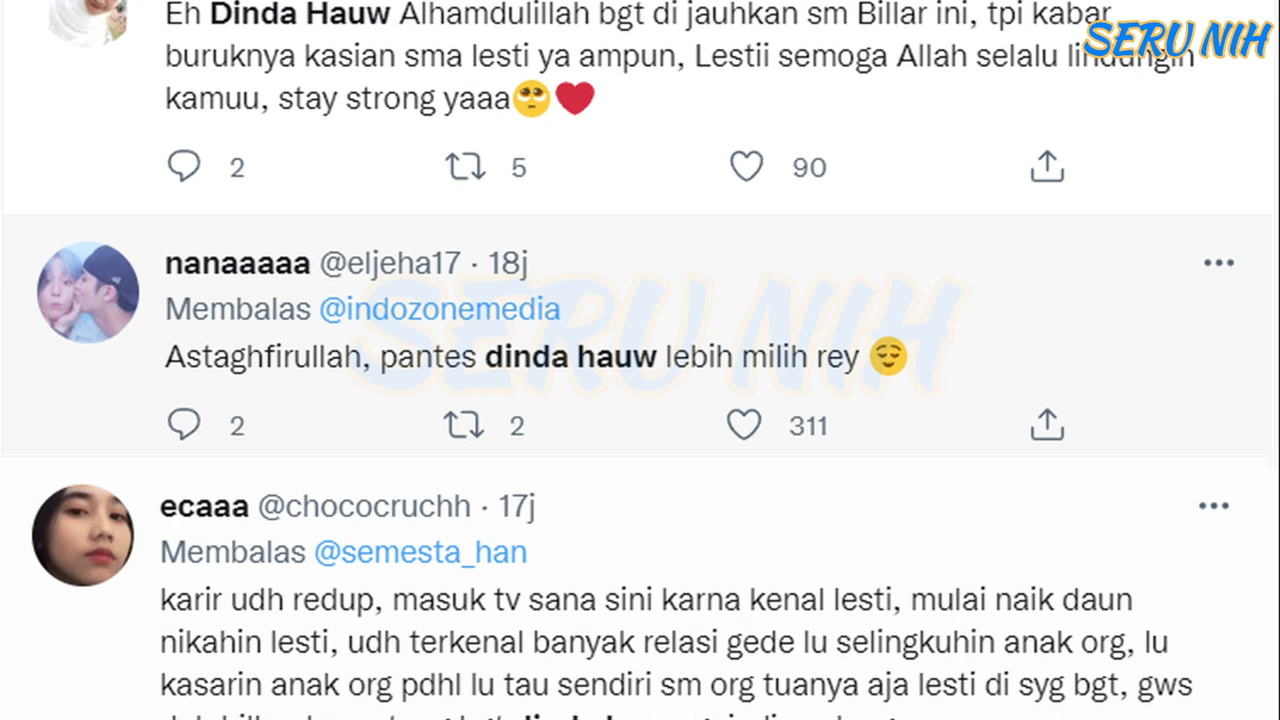 Eh Dinda Hauw Alhamdulillah bgt di jauhkan sm Billar ini, tpi kabar
SERU NIH
buruknya kasian sma lesti ya ampun, Lestii semoga Allah selalu lindungin
kamuu, stay strong yaaa🥺❤️
2 5 90
nanaaaaa @eljeha17 · 18j
Membalas @indozonemedia
SERU NIH
Astaghfirullah, pantes dinda hauw lebih milih rey 😌
2 2 311
ecaaa @chococruchh · 17j
Membalas @semesta_han
karir udh redup, masuk tv sana sini karna kenal lesti, mulai naik daun
nikahin lesti, udh terkenal banyak relasi gede lu selingkuhin anak org, lu
kasarin anak org pdhl lu tau sendiri sm org tuanya aja lesti di syg bgt, gws